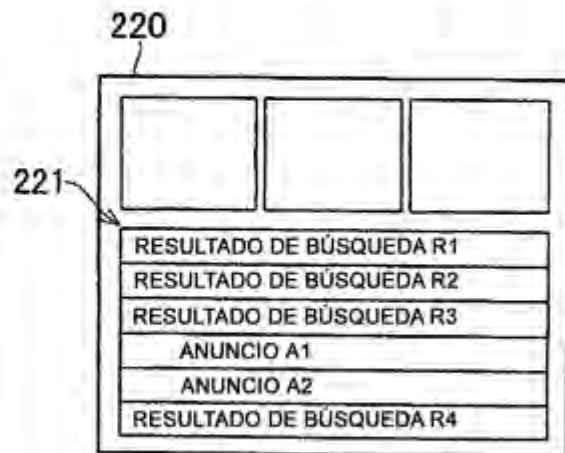 220
221
RESULTADO DE BÚSQUEDA R1
RESULTADO DE BÚSQUEDA R2
RESULTADO DE BÚSQUEDA R3
ANUNCIO A1
ANUNCIO A2
RESULTADO DE BÚSQUEDA R4